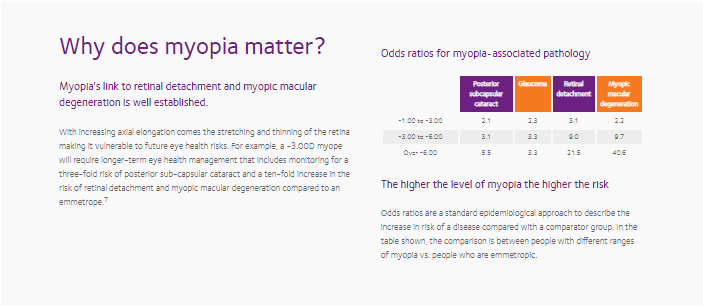 Why does myopia matter?
Myopia's link to retinal detachment and myopic macular
degeneration is well established.
With increasing axial elongation comes the stretching and thinning of the retina
making it vulnerable to future eye health risks. For example, a -3.00D myope
will require longer-term eye health management that includes monitoring for a
three-fold risk of posterior sub-capsular cataract and a ten-fold increase in the
risk of retinal detachment and myopic macular degeneration compared to an
emmetrope.7
Odds ratios for myopia-associated pathology
Posterior subcapsular cataract Glaucoma Retinal detachment Myopic macular degeneration
-1.00 to -3.00 2.1 2.3 3.1 2.2
-3.00 to -6.00 3.1 3.3 9.0 9.7
Over -6.00 5.5 3.3 21.5 40.6
The higher the level of myopia the higher the risk
Odds ratios are a standard epidemiological approach to describe the
increase in risk of a disease compared with a comparator group. In the
table shown, the comparison is between people with different ranges
of myopia vs. people who are emmetropic.